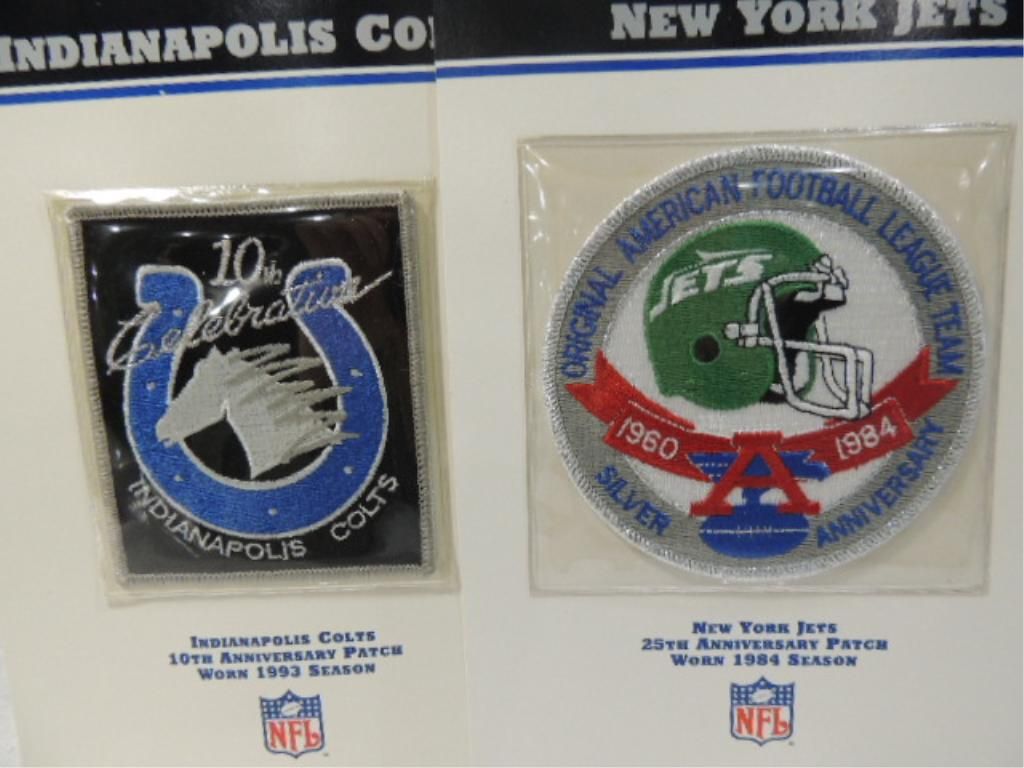 INDIANAPOLIS CO
10th
Celebration
INDIANAPOLIS COLTS
INDIANAPOLIS COLTS
10TH ANNIVERSARY PATCH
WORN 1993 SEASON
NFL
NEW YORK JETS
ORIGINAL AMERICAN FOOTBALL LEAGUE TEAM
JETS
1960 1984
A
SILVER ANNIVERSARY
NEW YORK JETS
25TH ANNIVERSARY PATCH
WORN 1984 SEASON
NFL